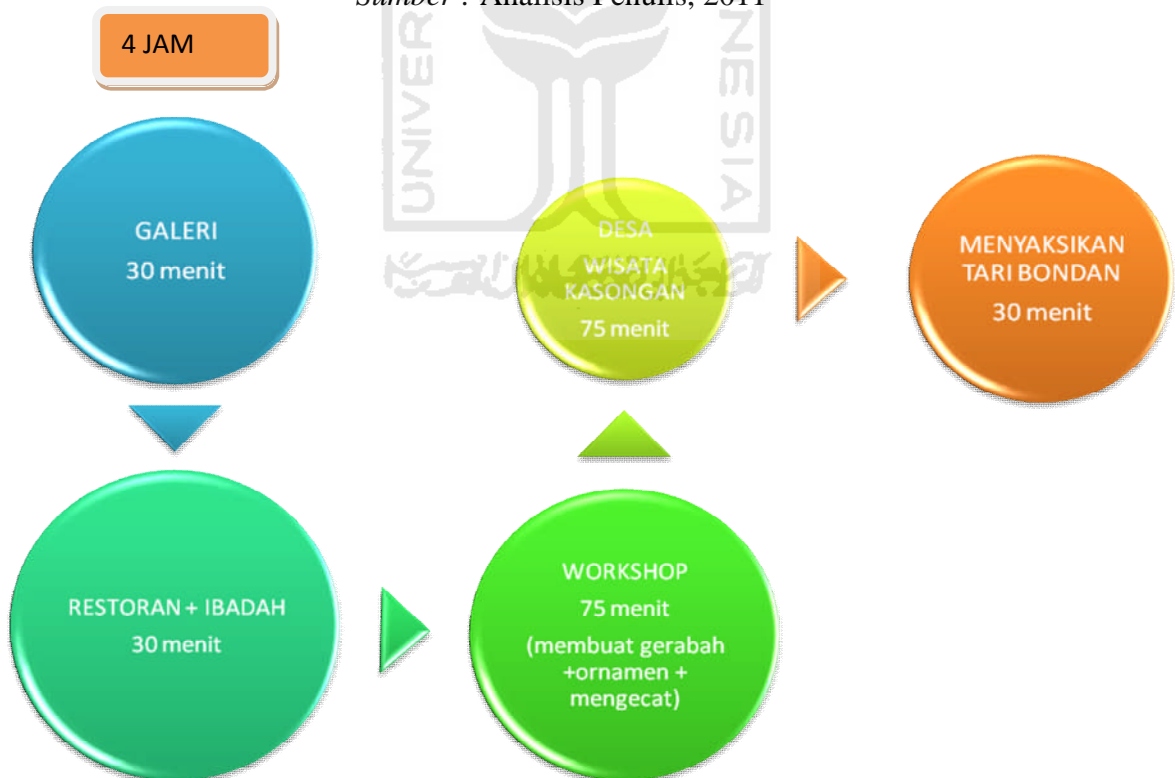 Sumber : Analisis Penulis, 2011
4 JAM
GALERI
30 menit
RESTORAN + IBADAH
30 menit
WORKSHOP
75 menit
(membuat gerabah
+ornamen +
mengecat)
DESA
WISATA
KASONGAN
75 menit
MENYAKSIKAN
TARI BONDAN
30 menit